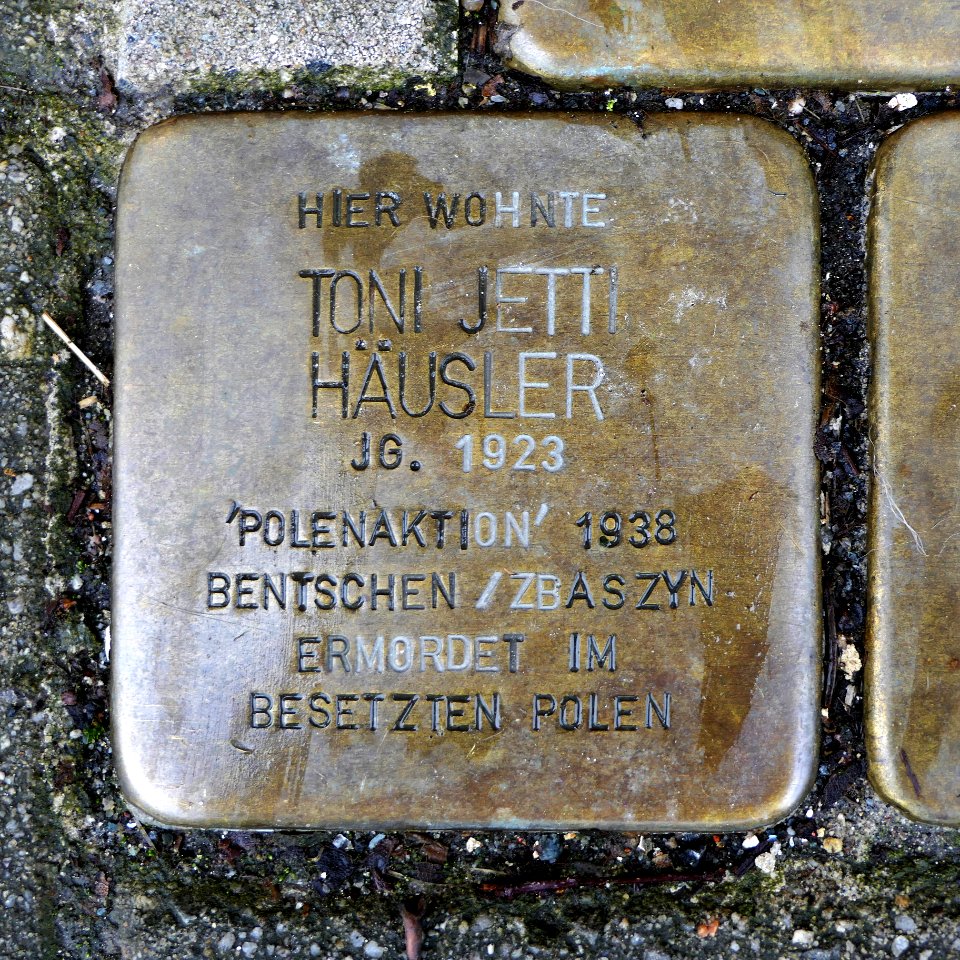 HIER WOHNTE
TONI JETTI
HÄUSLER
JG. 1923
'POLENAKTION' 1938
BENTSCHEN / ZBASZYN
ERMORDET IM
BESETZTEN POLEN